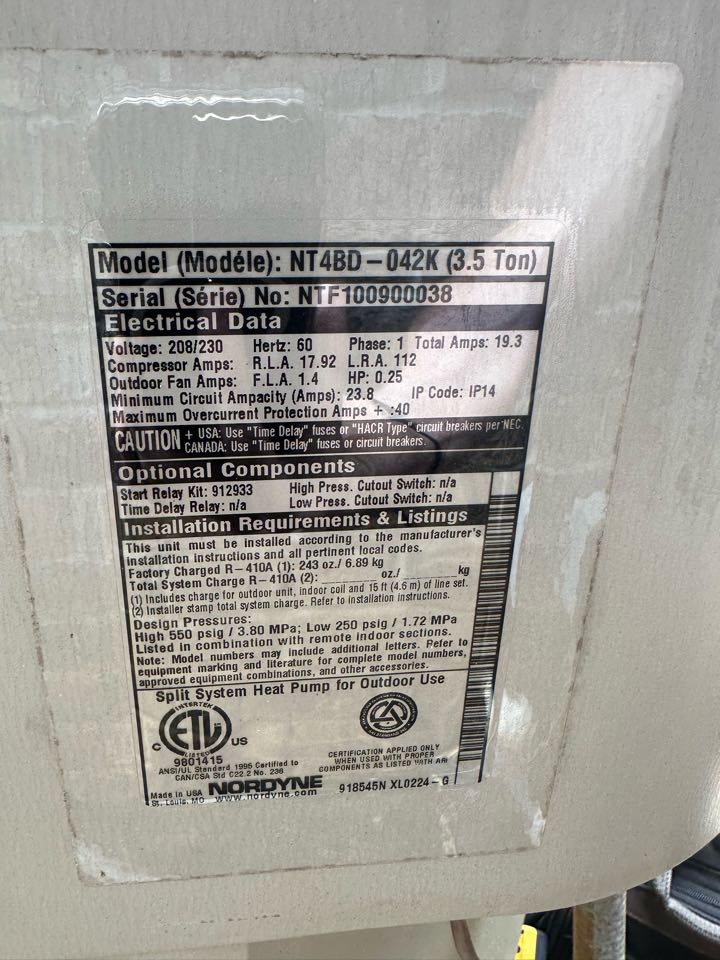 Model (Modéle): NT4BD-042K (3.5 Ton)
Serial (Série) No: NTF100900038
Electrical Data
Voltage: 208/230 Hertz: 60 Phase: 1 Total Amps: 19.3
Compressor Amps: R.L.A. 17.92 L.R.A. 112
Outdoor Fan Amps: F.L.A. 1.4 HP: 0.25
Minimum Circuit Ampacity (Amps): 23.8 IP Code: IP14
Maximum Overcurrent Protection Amps + :40
CAUTION + USA: Use "Time Delay" fuses or "HACR Type" circuit breakers per NEC.
CANADA: Use "Time Delay" fuses or circuit breakers.
Optional Components
Start Relay Kit: 912933 High Press. Cutout Switch: n/a
Time Delay Relay: n/a Low Press. Cutout Switch: n/a
Installation Requirements & Listings
This unit must be installed according to the manufacturer's
installation instructions and all pertinent local codes.
Factory Charged R-410A (1): 243 oz./ 6.89 kg
Total System Charge R-410A (2): ______ oz./______ kg
(1) Includes charge for outdoor unit, indoor coil and 15 ft (4.6 m) of line set.
(2) Installer stamp total system charge. Refer to installation instructions.
Design Pressures:
High 550 psig / 3.80 MPa; Low 250 psig / 1.72 MPa
Listed in combination with remote indoor sections.
Note: Model numbers may include additional letters. Refer to
equipment marking and literature for complete model numbers,
approved equipment combinations, and other accessories.
Split System Heat Pump for Outdoor Use
INTERTEK
C ETL US
LISTED
9801415
ANSI/UL Standard 1995 Certified to
CAN/CSA Std C22.2 No. 236
CERTIFICATION APPLIED ONLY
WHEN USED WITH PROPER
COMPONENTS AS LISTED WITH ARI
Made in USA NORDYNE
St. Louis, MO www.nordyne.com 918545N XL0224-G